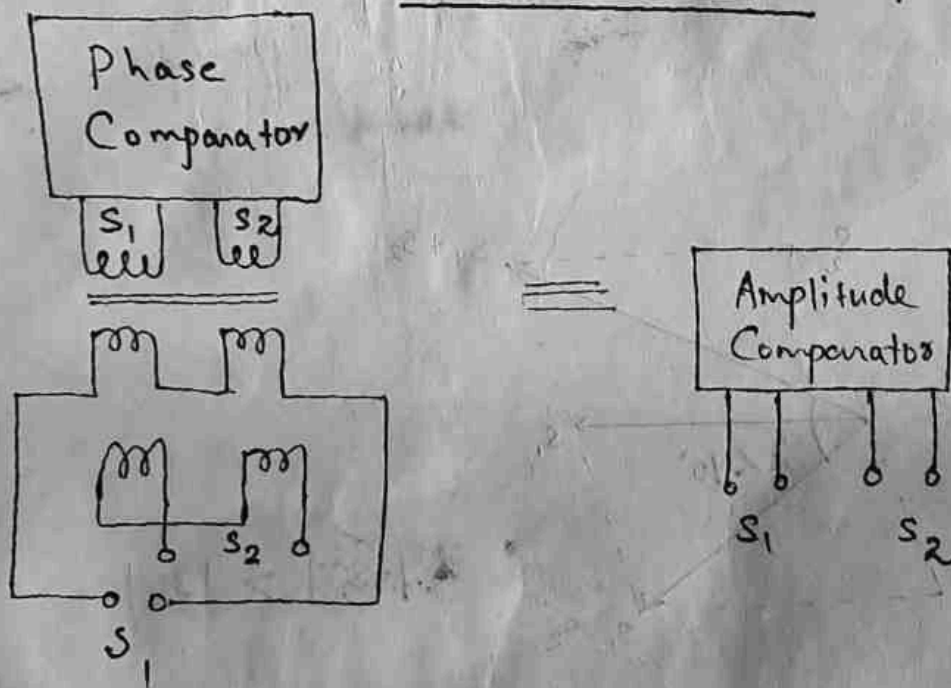 Phase
Comparator
S1 S2
S2
S1
Amplitude
Comparator
S1 S2